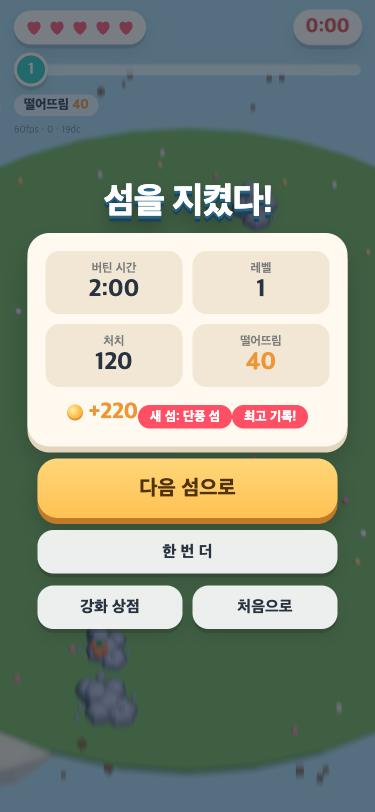 0:00
1
떨어뜨림 40
60fps · 0 · 19dc
섬을 지켰다!
버틴 시간
2:00
레벨
1
처치
120
떨어뜨림
40
+220 새 섬: 단풍 섬 최고 기록!
다음 섬으로
한 번 더
강화 상점
처음으로